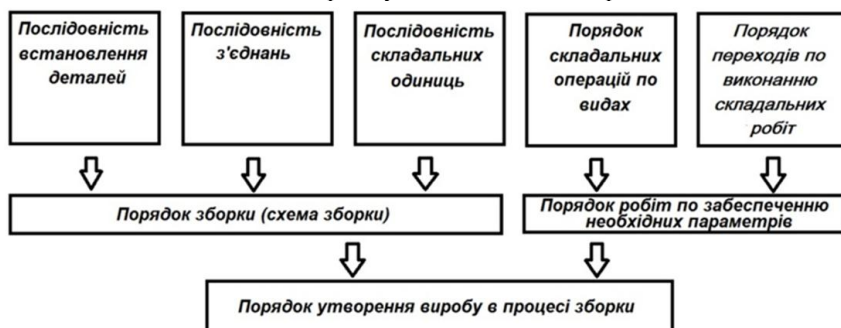 Послідовність
встановлення
деталей
Послідовність
з'єднань
Послідовність
складальних
одиниць
Порядок
складальних
операцій по
видах
Порядок
переходів по
виконанню
складальних
робіт
Порядок зборки (схема зборки)
Порядок робіт по забеспеченню
необхідних параметрів
Порядок утворення виробу в процесі зборки